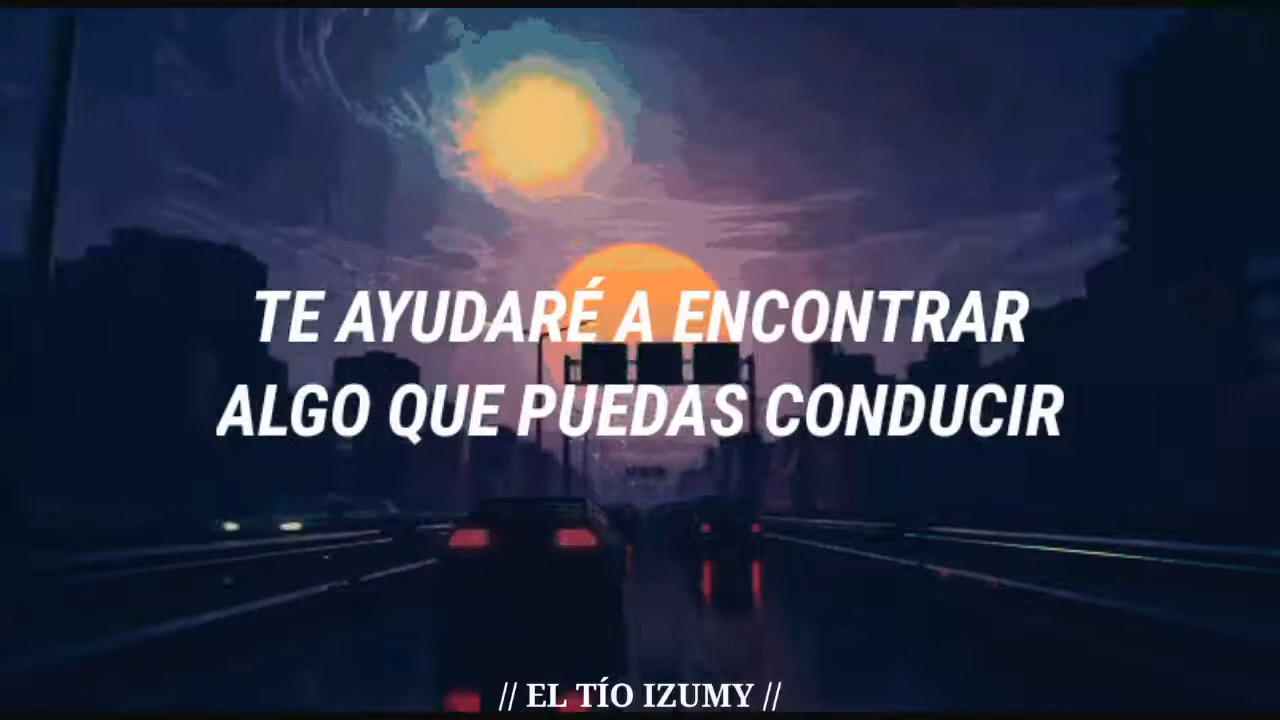 TE AYUDARÉ A ENCONTRAR
ALGO QUE PUEDAS CONDUCIR
// EL TÍO IZUMY //